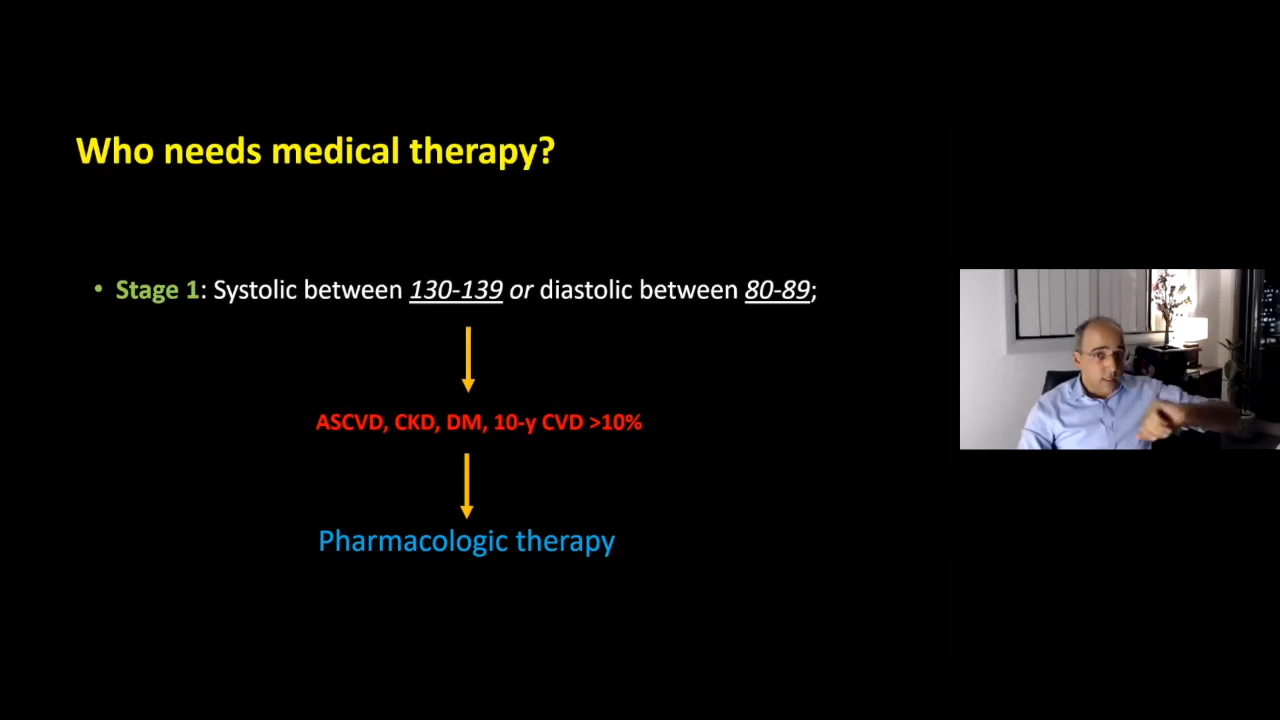 Who needs medical therapy?
• Stage 1: Systolic between 130-139 or diastolic between 80-89;
ASCVD, CKD, DM, 10-y CVD >10%
Pharmacologic therapy